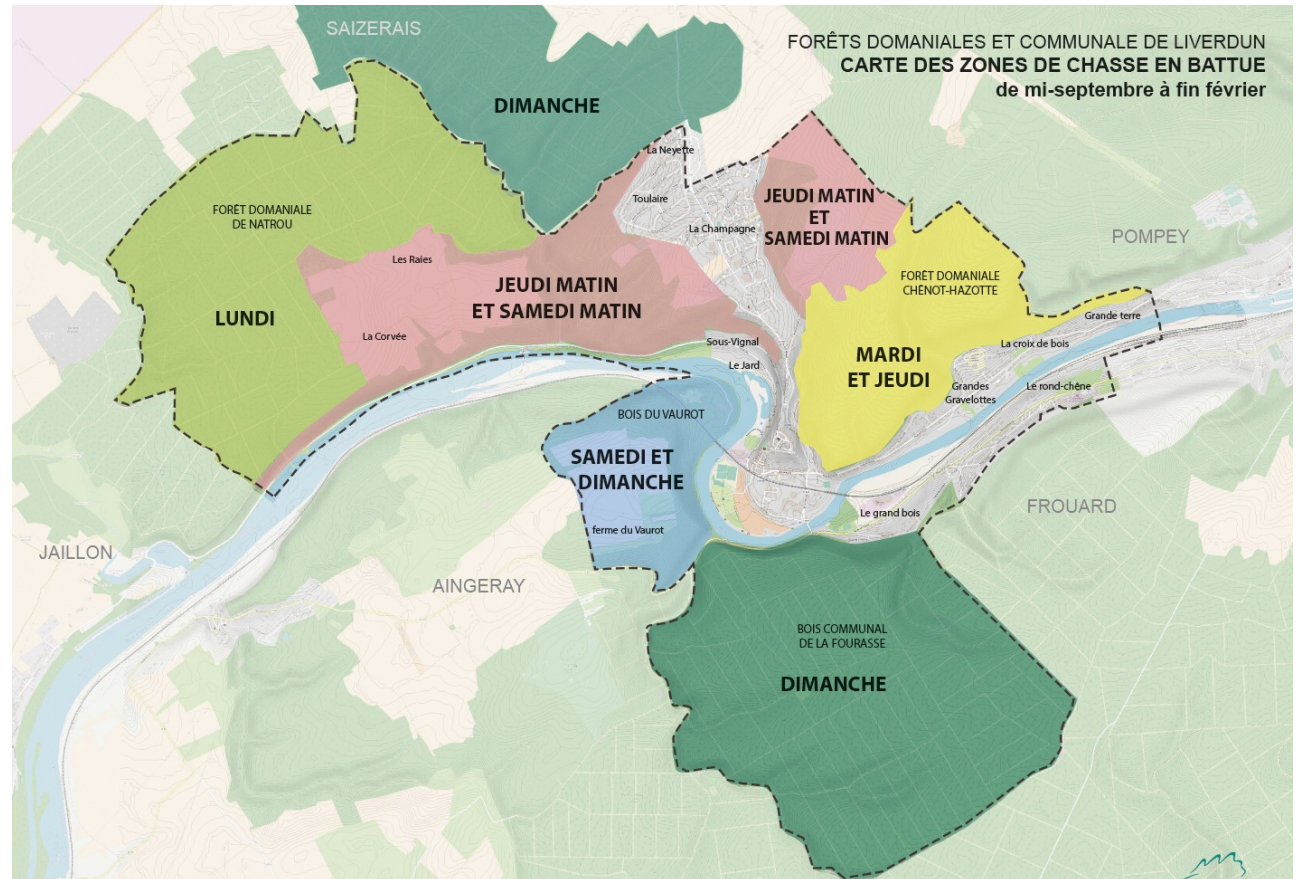 FORÊTS DOMANIALES ET COMMUNALE DE LIVERDUN
CARTE DES ZONES DE CHASSE EN BATTUE
de mi-septembre à fin février
SAIZERAIS
DIMANCHE
La Neyette
Toulaire
La Champagne
JEUDI MATIN
ET
SAMEDI MATIN
POMPEY
FORÊT DOMANIALE
DE NATROU
Les Raies
JEUDI MATIN
ET SAMEDI MATIN
LUNDI
La Corvée
FORÊT DOMANIALE
CHÊNOT-HAZOTTE
Grande terre
La croix de bois
Sous-Vignal
Le Jard
MARDI
ET JEUDI
Grandes
Gravelottes
Le rond-chêne
BOIS DU VAUROT
SAMEDI ET
DIMANCHE
ferme du Vaurot
Le grand bois
FROUARD
JAILLON
AINGERAY
BOIS COMMUNAL
DE LA FOURASSE
DIMANCHE